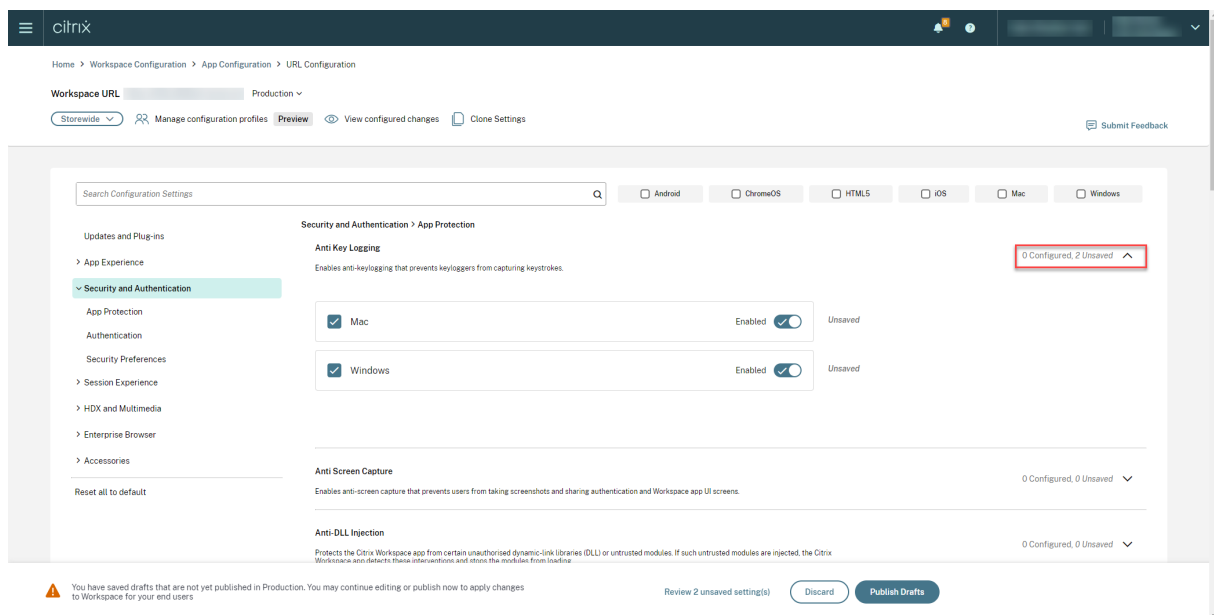 citrix
8
?
Home > Workspace Configuration > App Configuration > URL Configuration
Workspace URL
Production
Storewide
Manage configuration profiles
Preview
View configured changes
Clone Settings
Submit Feedback
Search Configuration Settings
Android
ChromeOS
HTML5
iOS
Mac
Windows
Updates and Plug-ins
> App Experience
Security and Authentication
App Protection
Authentication
Security Preferences
> Session Experience
> HDX and Multimedia
> Enterprise Browser
> Accessories
Reset all to default
Security and Authentication > App Protection
Anti Key Logging
Enables anti-keylogging that prevents keyloggers from capturing keystrokes.
0 Configured, 2 Unsaved
Mac
Enabled
Unsaved
Windows
Enabled
Unsaved
Anti Screen Capture
Enables anti-screen capture that prevents users from taking screenshots and sharing authentication and Workspace app UI screens.
0 Configured, 0 Unsaved
Anti-DLL Injection
Protects the Citrix Workspace app from certain unauthorised dynamic-link libraries (DLL) or untrusted modules. If such untrusted modules are injected, the Citrix
Workspace app detects these interventions and stops the modules from loading.
0 Configured, 0 Unsaved
You have saved drafts that are not yet published in Production. You may continue editing or publish now to apply changes
to Workspace for your end users
Review 2 unsaved setting(s)
Discard
Publish Drafts